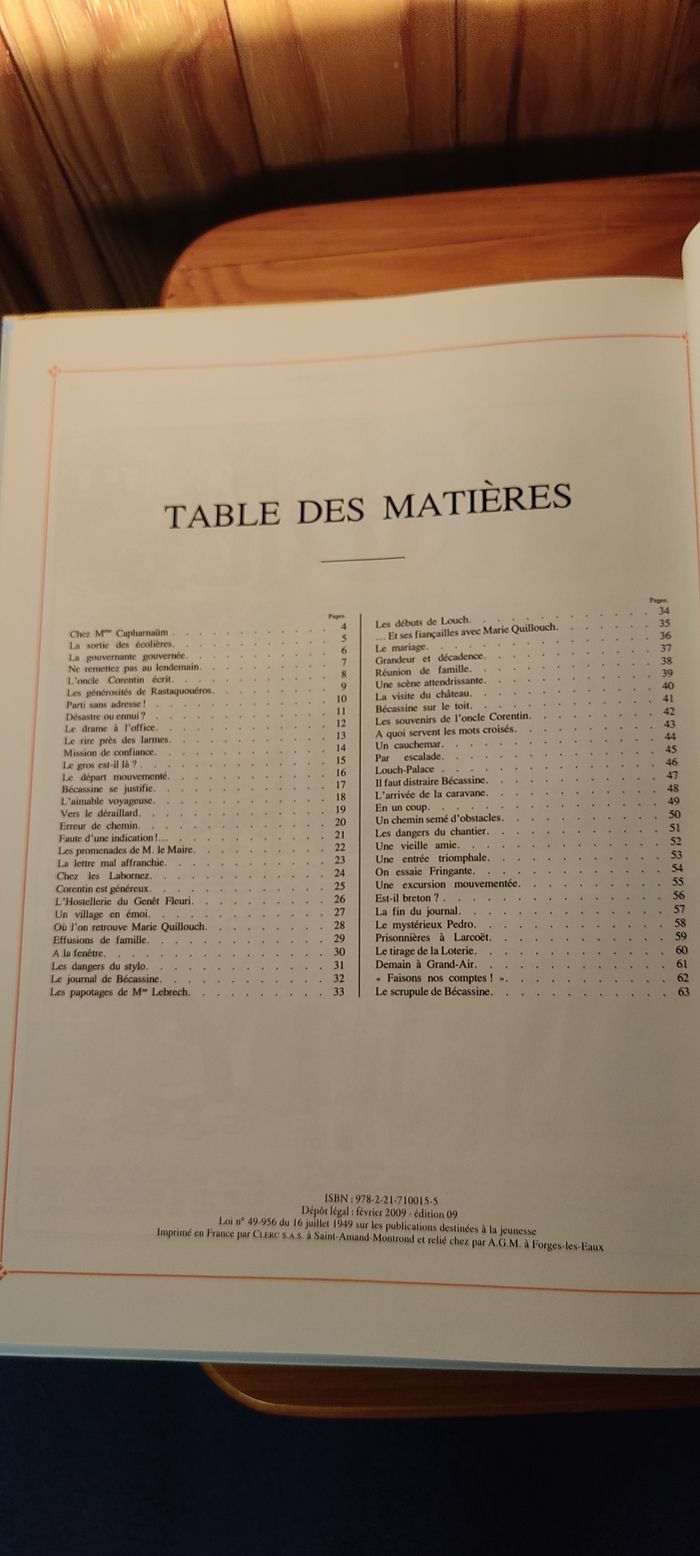 TABLE DES MATIÈRES
Pages.
Chez Mme Capharnaüm . . . . . . . . . . . 4
La sortie des écolières. . . . . . . . . . . 5
La gouvernante gouvernée. . . . . . . . . . . 6
Ne remettez pas au lendemain. . . . . . . . . . . 7
L'oncle Corentin écrit. . . . . . . . . . . 8
Les générosités de Rastaquouéros. . . . . . . . . . 9
Parti sans adresse ! . . . . . . . . . . . 10
Désastre ou ennui ? . . . . . . . . . . . 11
Le drame à l'office. . . . . . . . . . . 12
Le rire près des larmes. . . . . . . . . . . 13
Mission de confiance. . . . . . . . . . . 14
Le gros est-il là ? . . . . . . . . . . . 15
Le départ mouvementé. . . . . . . . . . . 16
Bécassine se justifie. . . . . . . . . . . 17
L'aimable voyageuse. . . . . . . . . . . 18
Vers le déraillard. . . . . . . . . . . 19
Erreur de chemin. . . . . . . . . . . 20
Faute d'une indication !... . . . . . . . . . . 21
Les promenades de M. le Maire. . . . . . . . . . 22
La lettre mal affranchie. . . . . . . . . . . 23
Chez les Labornez. . . . . . . . . . . 24
Corentin est généreux. . . . . . . . . . . 25
L'Hostellerie du Genêt Fleuri. . . . . . . . . . 26
Un village en émoi. . . . . . . . . . . 27
Où l'on retrouve Marie Quillouch. . . . . . . . . 28
Effusions de famille. . . . . . . . . . . 29
A la fenêtre. . . . . . . . . . . 30
Les dangers du stylo. . . . . . . . . . . 31
Le journal de Bécassine. . . . . . . . . . . 32
Les papotages de Mme Lebrech. . . . . . . . . . 33
Pages.
Les débuts de Louch. . . . . . . . . . . 34
... Et ses fiançailles avec Marie Quillouch. . . . . . . 35
Le mariage. . . . . . . . . . . 36
Grandeur et décadence. . . . . . . . . . . 37
Réunion de famille. . . . . . . . . . . 38
Une scène attendrissante. . . . . . . . . . . 39
La visite du château. . . . . . . . . . . 40
Bécassine sur le toit. . . . . . . . . . . 41
Les souvenirs de l'oncle Corentin. . . . . . . . . 42
A quoi servent les mots croisés. . . . . . . . . 43
Un cauchemar. . . . . . . . . . . 44
Par escalade. . . . . . . . . . . 45
Louch-Palace . . . . . . . . . . . 46
Il faut distraire Bécassine. . . . . . . . . . . 47
L'arrivée de la caravane. . . . . . . . . . . 48
En un coup. . . . . . . . . . . 49
Un chemin semé d'obstacles. . . . . . . . . . . 50
Les dangers du chantier. . . . . . . . . . . 51
Une vieille amie. . . . . . . . . . . 52
Une entrée triomphale. . . . . . . . . . . 53
On essaie Fringante. . . . . . . . . . . 54
Une excursion mouvementée. . . . . . . . . . . 55
Est-il breton ? . . . . . . . . . . . 56
La fin du journal. . . . . . . . . . . 57
Le mystérieux Pedro. . . . . . . . . . . 58
Prisonnières à Larcoët. . . . . . . . . . . 59
Le tirage de la Loterie. . . . . . . . . . . 60
Demain à Grand-Air. . . . . . . . . . . 61
« Faisons nos comptes ! ». . . . . . . . . . . 62
Le scrupule de Bécassine. . . . . . . . . . . 63
ISBN : 978-2-21-710015-5
Dépôt légal : février 2009 - édition 09
Loi n° 49-956 du 16 juillet 1949 sur les publications destinées à la jeunesse
Imprimé en France par CLERC S.A.S. à Saint-Amand-Montrond et relié chez par A.G.M. à Forges-les-Eaux